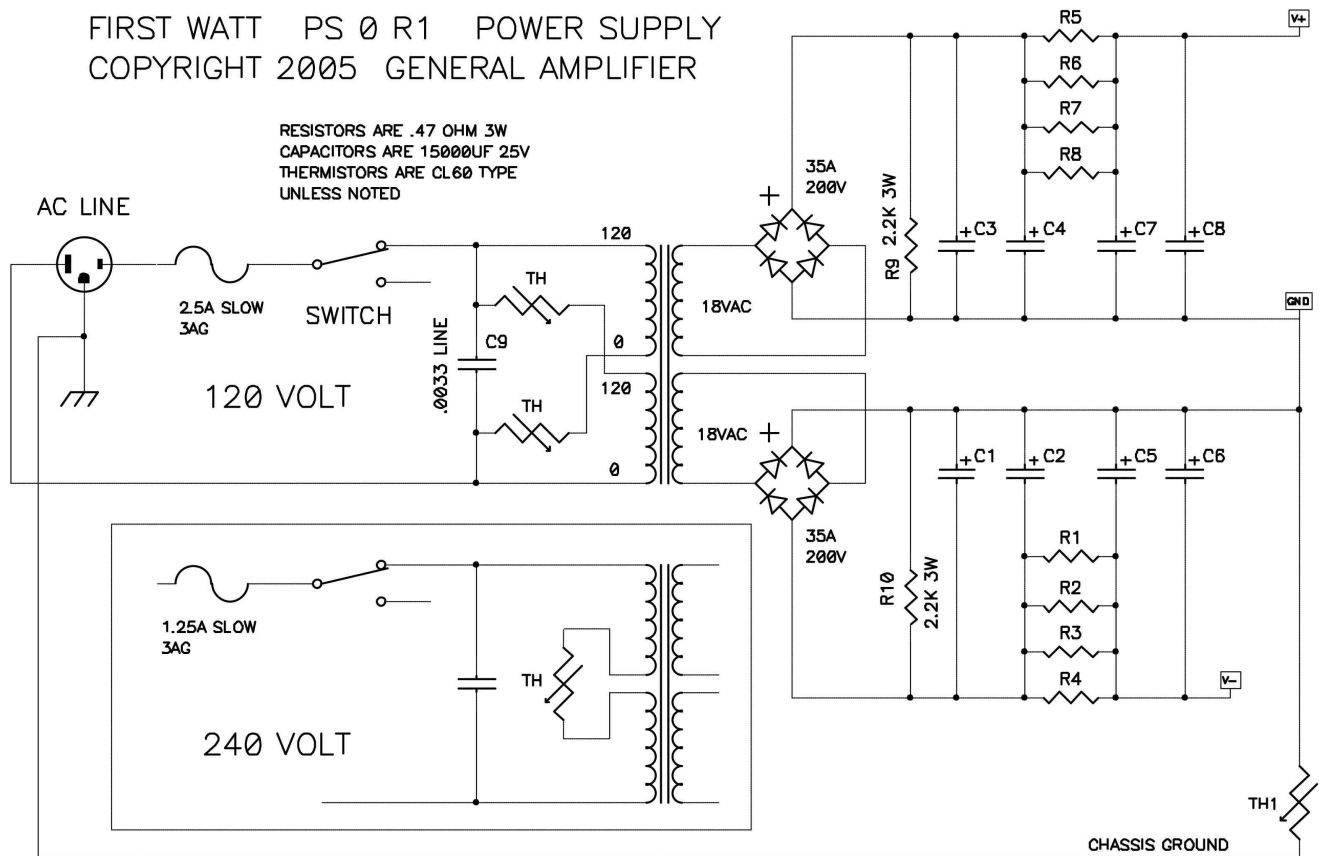 FIRST WATT PS 0 R1 POWER SUPPLY
COPYRIGHT 2005 GENERAL AMPLIFIER
RESISTORS ARE .47 OHM 3W
CAPACITORS ARE 15000UF 25V
THERMISTORS ARE CL60 TYPE
UNLESS NOTED
AC LINE
2.5A SLOW
3AG
SWITCH
120 VOLT
.0033 LINE
C9
TH
TH
120
0
120
0
18VAC
18VAC
+
35A
200V
+
35A
200V
R9 2.2K 3W
+C3
+C4
+C7
+C8
R5
R6
R7
R8
V+
GND
R10
2.2K 3W
+C1
+C2
+C5
+C6
R1
R2
R3
R4
V-
TH1
CHASSIS GROUND
1.25A SLOW
3AG
TH
240 VOLT